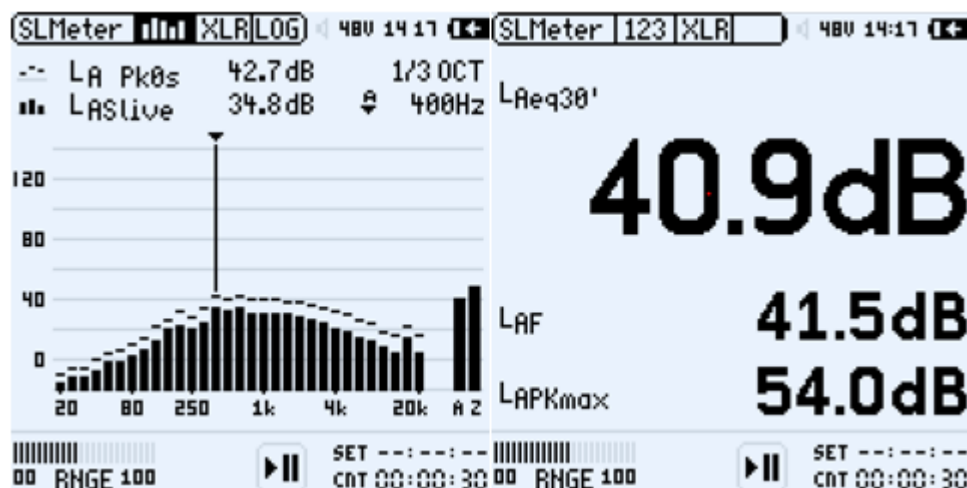 SLMeter XLR LOG 48V 14 17
LA Pk0s 42.7dB 1/3 OCT
LASlive 34.8dB A 400Hz
120
80
40
0
20 80 250 1k 4k 20k A Z
SET --:--:--
00 RNGE 100 CNT 00:00:30
SLMeter 123 XLR 48V 14:17
LAeq30'
40.9dB
LAF 41.5dB
LAPKmax 54.0dB
SET --:--:--
00 RNGE 100 CNT 00:00:30